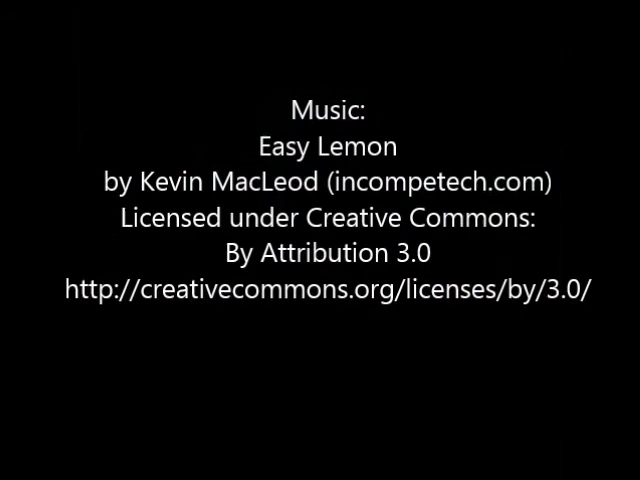 Music:
Easy Lemon
by Kevin MacLeod (incompetech.com)
Licensed under Creative Commons:
By Attribution 3.0
http://creativecommons.org/licenses/by/3.0/